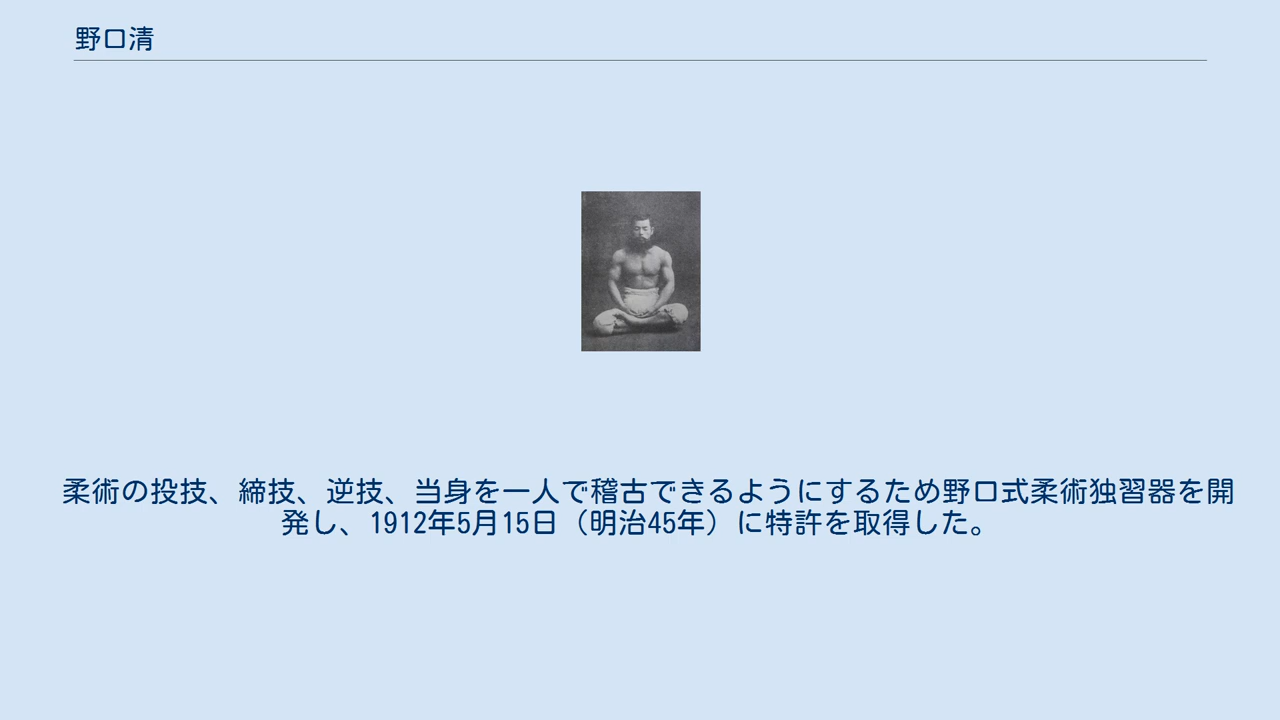 野口清
柔術の投技、締技、逆技、当身を一人で稽古できるようにするため野口式柔術独習器を開
発し、1912年5月15日（明治45年）に特許を取得した。